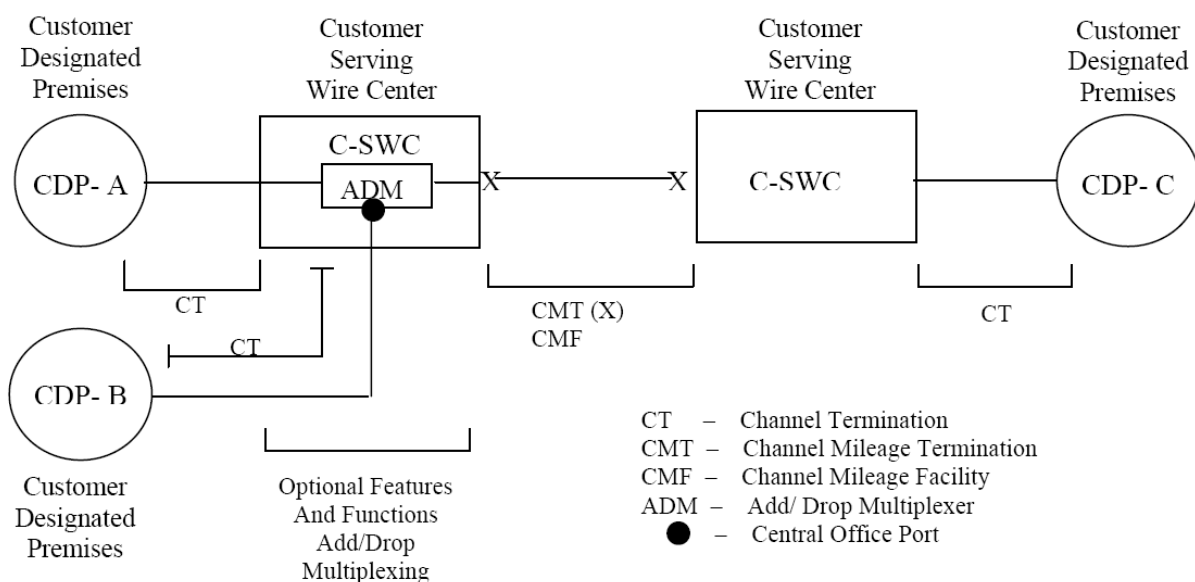 Customer
Designated
Premises
Customer
Serving
Wire Center
Customer
Serving
Wire Center
Customer
Designated
Premises
CDP- A
C-SWC
ADM
X
X
C-SWC
CDP- C
CT
CMT (X)
CMF
CT
CT
CDP- B
Customer
Designated
Premises
Optional Features
And Functions
Add/Drop
Multiplexing
CT – Channel Termination
CMT – Channel Mileage Termination
CMF – Channel Mileage Facility
ADM – Add/ Drop Multiplexer
– Central Office Port